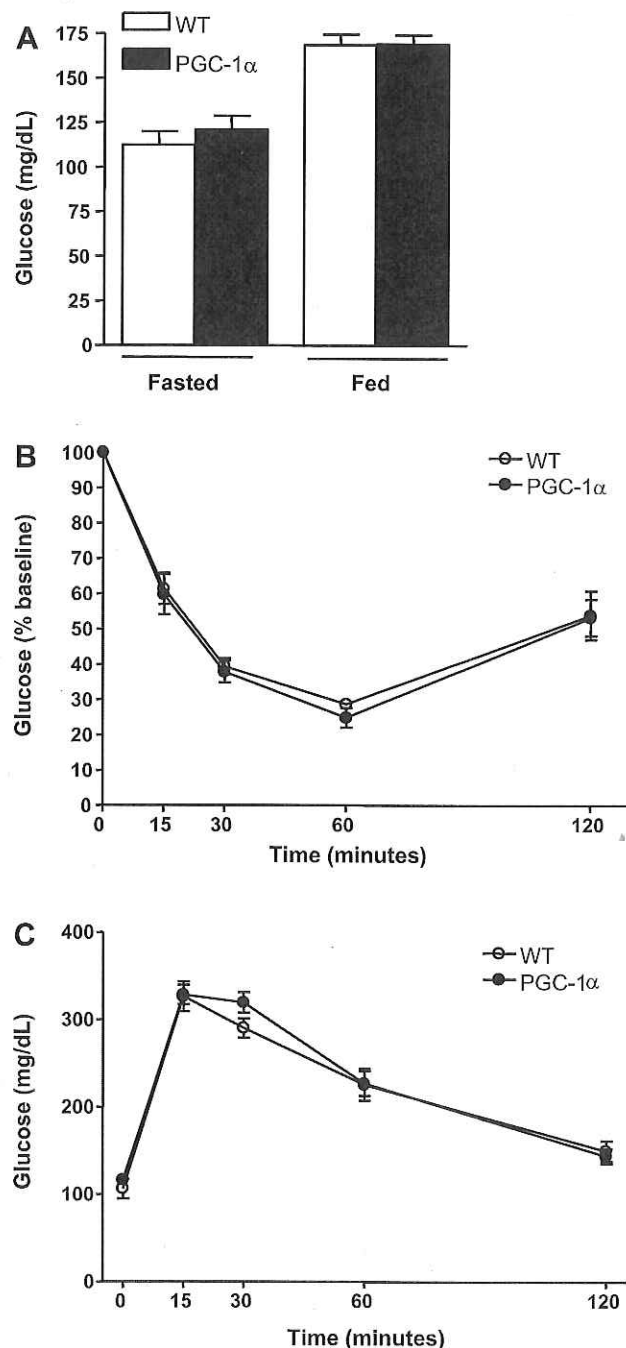 A
WT
PGC-1α
Glucose (mg/dL)
175
150
125
100
75
50
25
0
Fasted Fed
B
WT
PGC-1α
Glucose (% baseline)
100
90
80
70
60
50
40
30
20
10
0
0 15 30 60 120
Time (minutes)
C
WT
PGC-1α
Glucose (mg/dL)
400
300
200
100
0
0 15 30 60 120
Time (minutes)